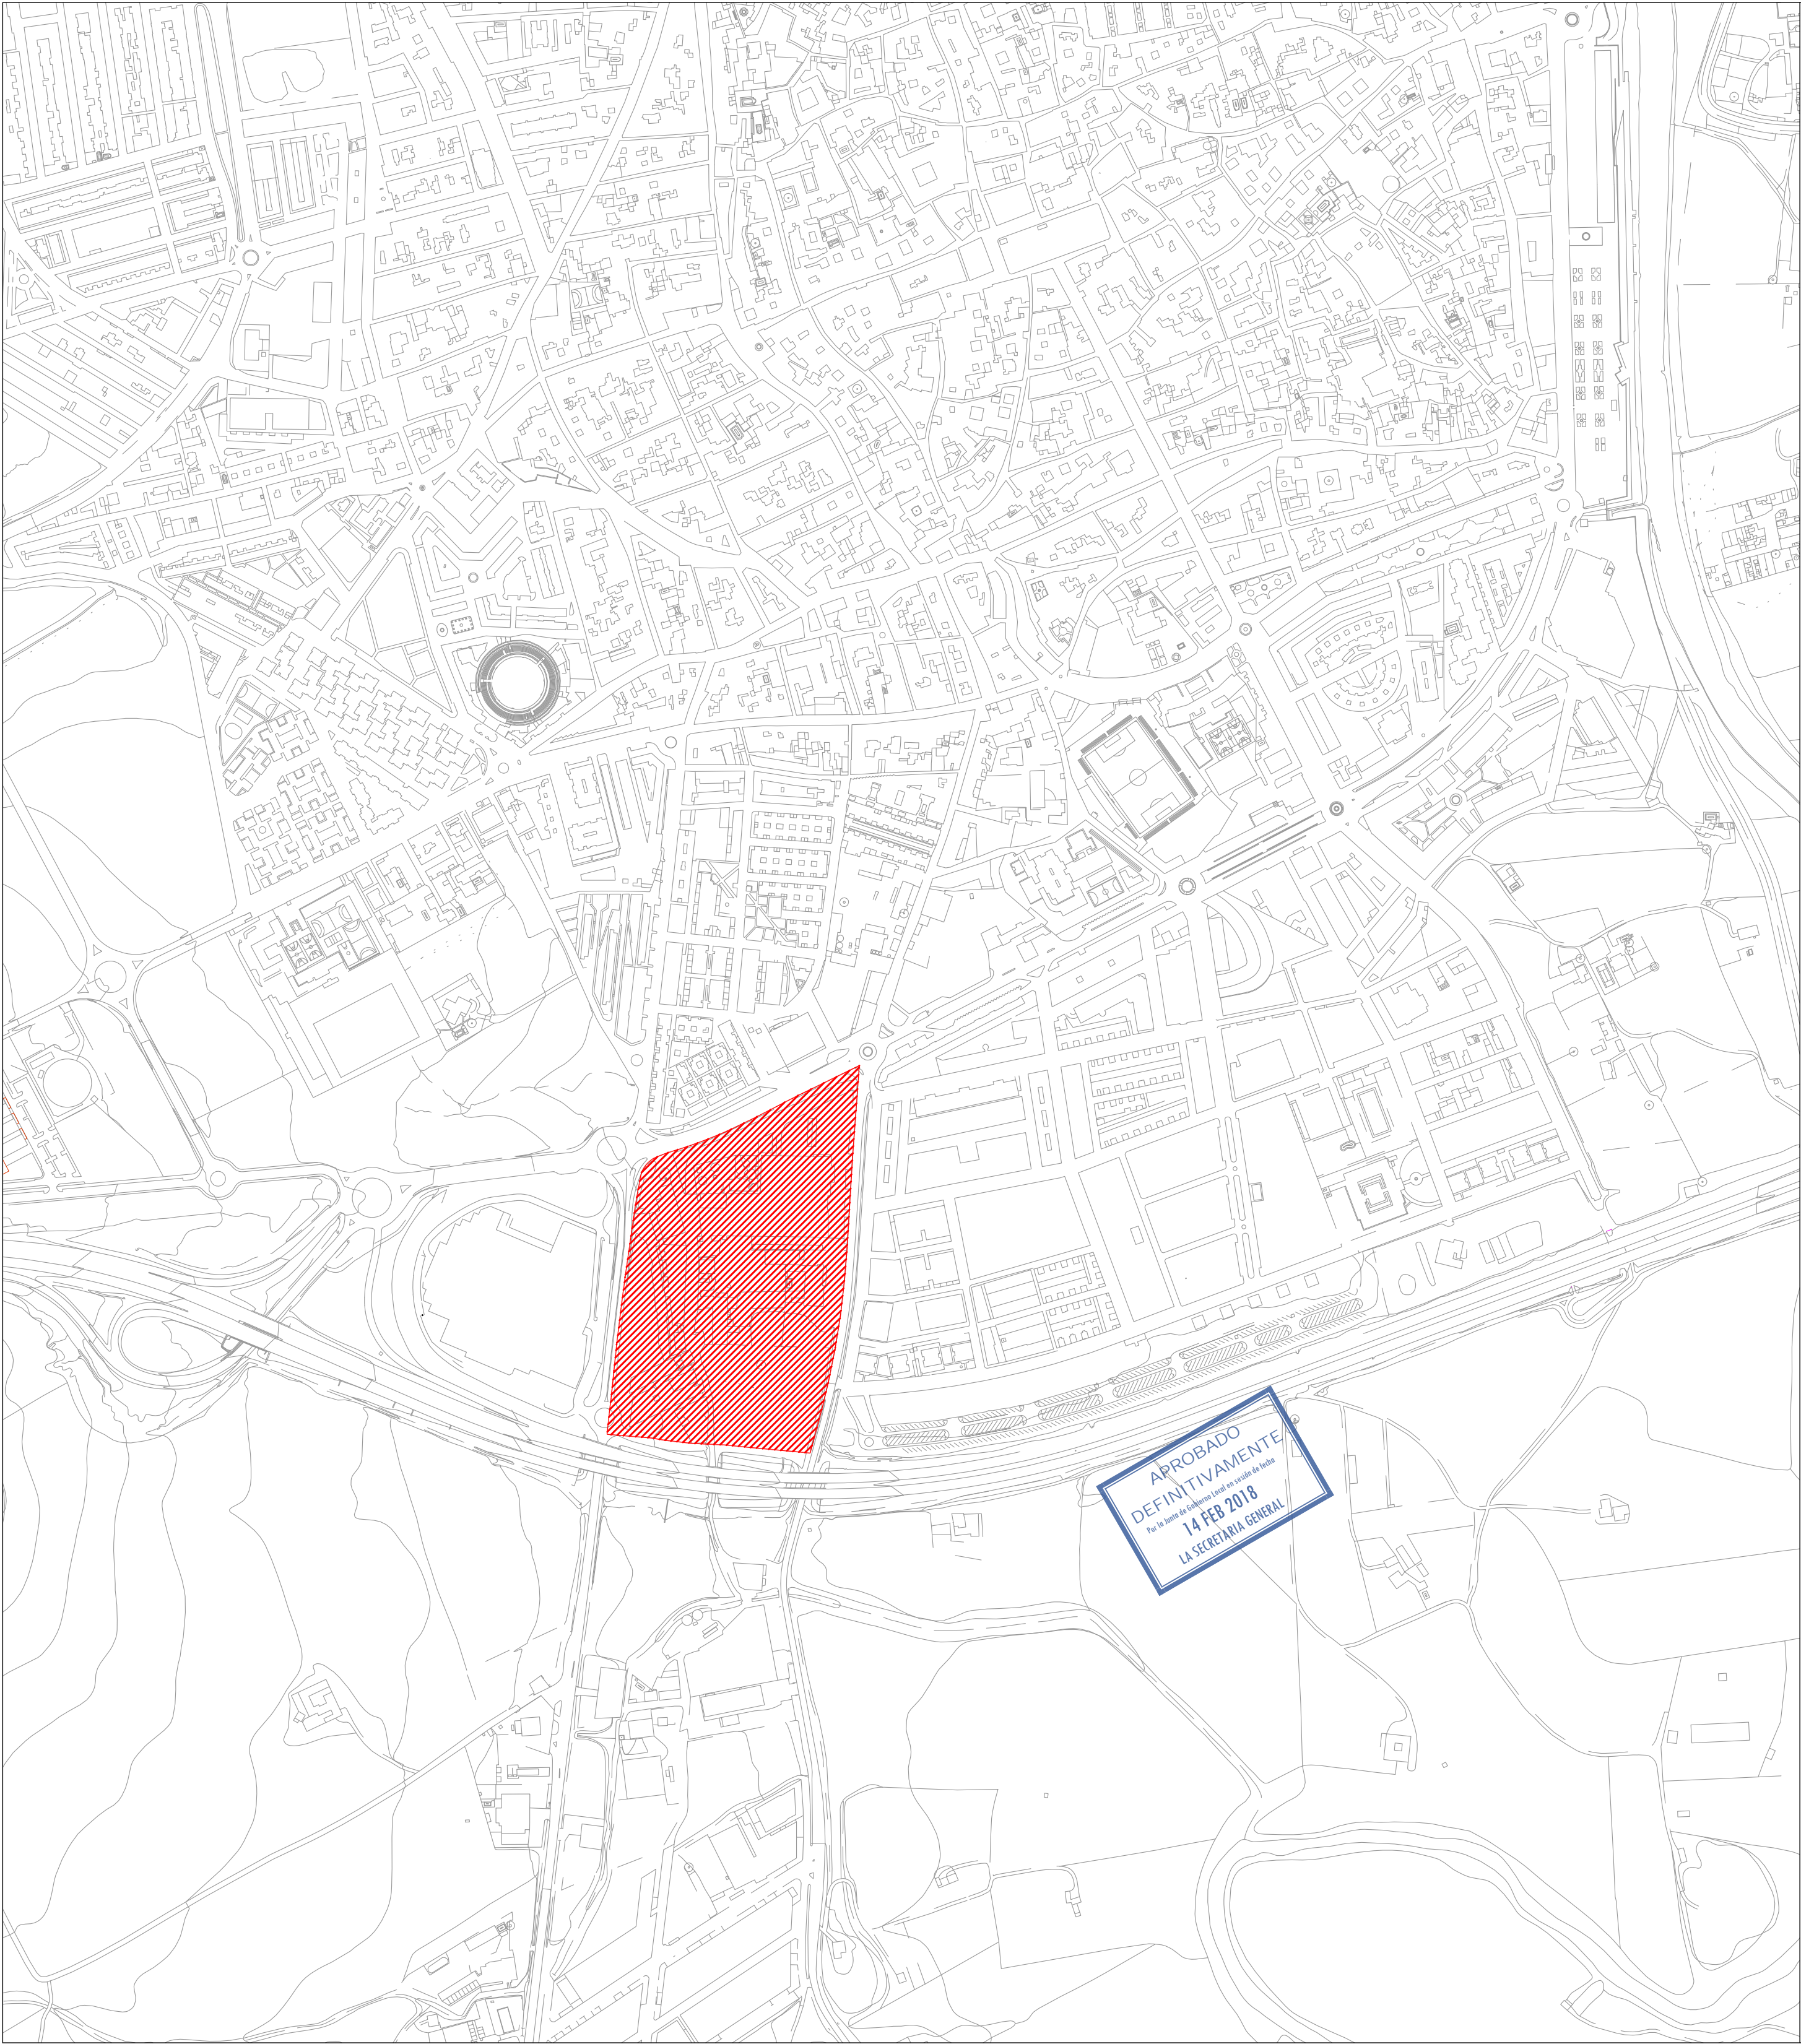 APROBADO
DEFINITIVAMENTE
Por la Junta de Gobierno Local en sesión de fecha
14 FEB 2018
LA SECRETARIA GENERAL